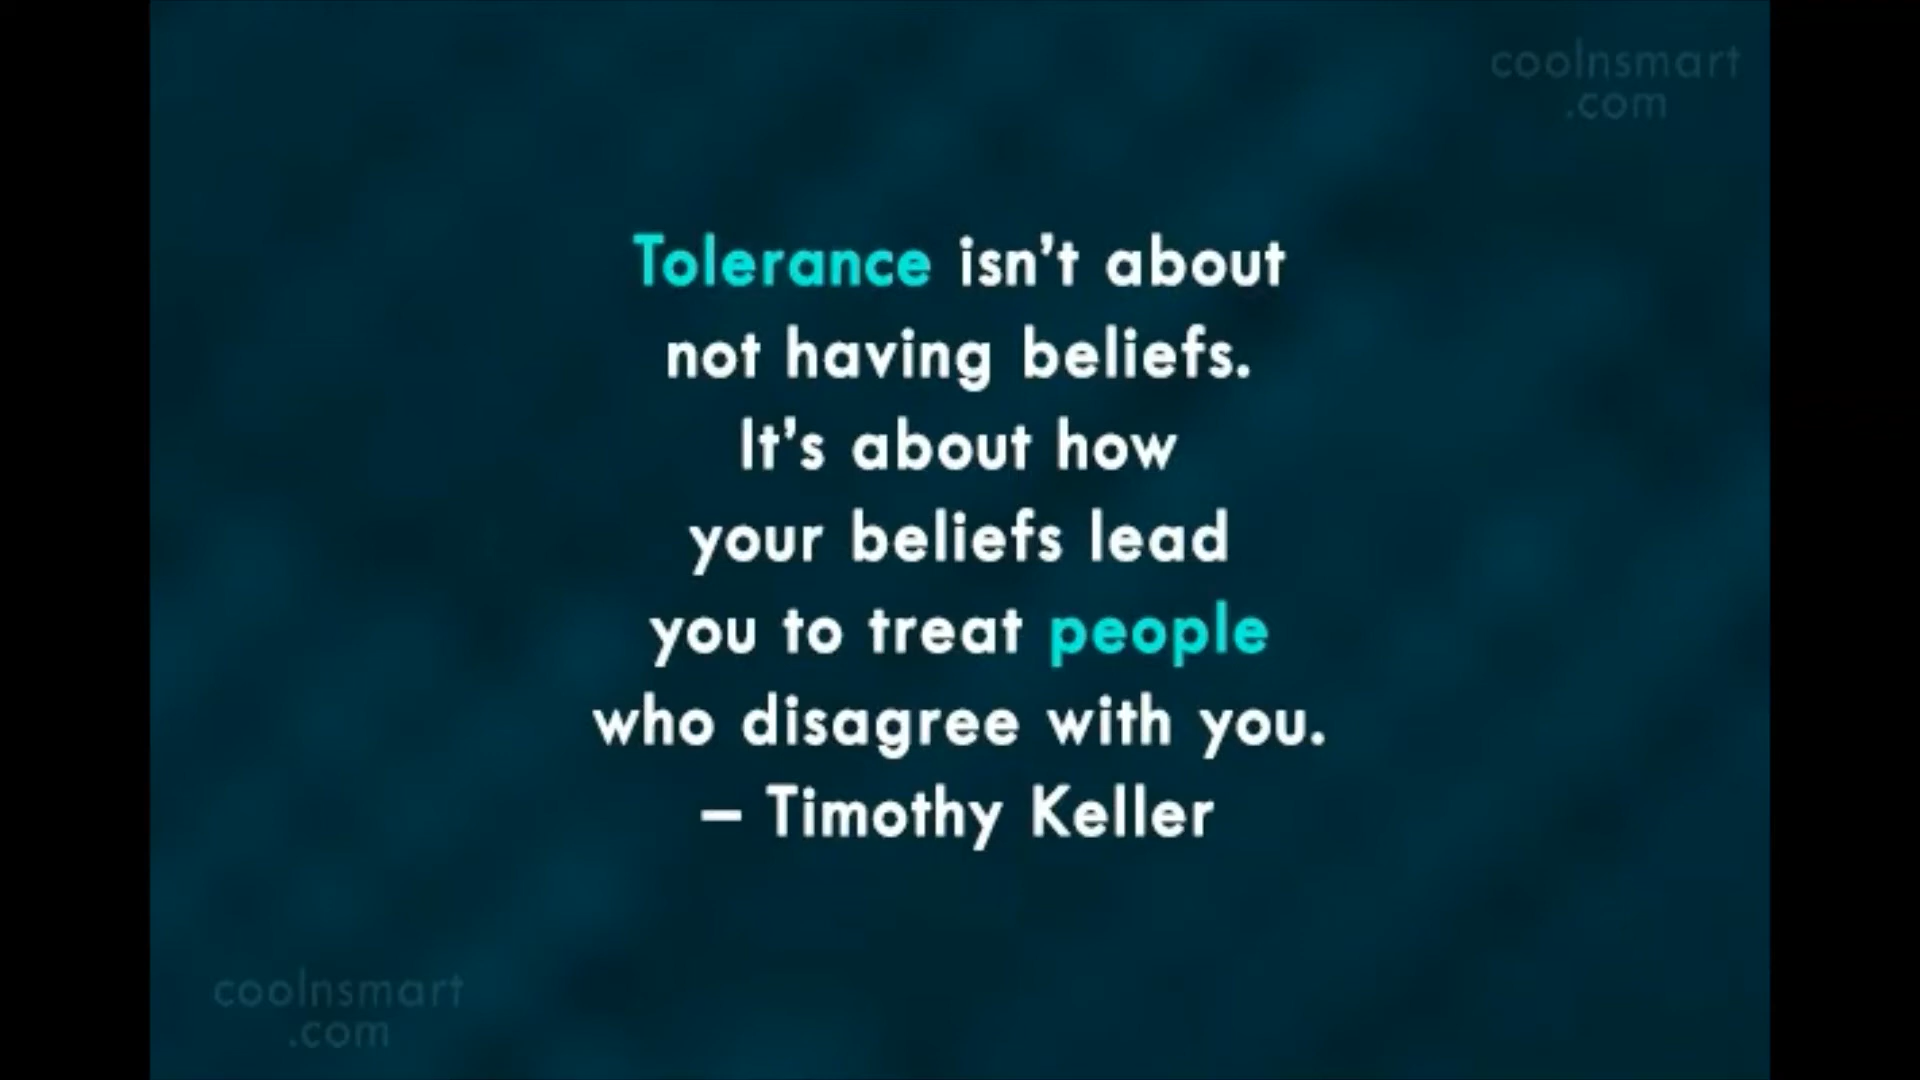 coolnsmart
.com
Tolerance isn't about
not having beliefs.
It's about how
your beliefs lead
you to treat people
who disagree with you.
– Timothy Keller
coolnsmart
.com